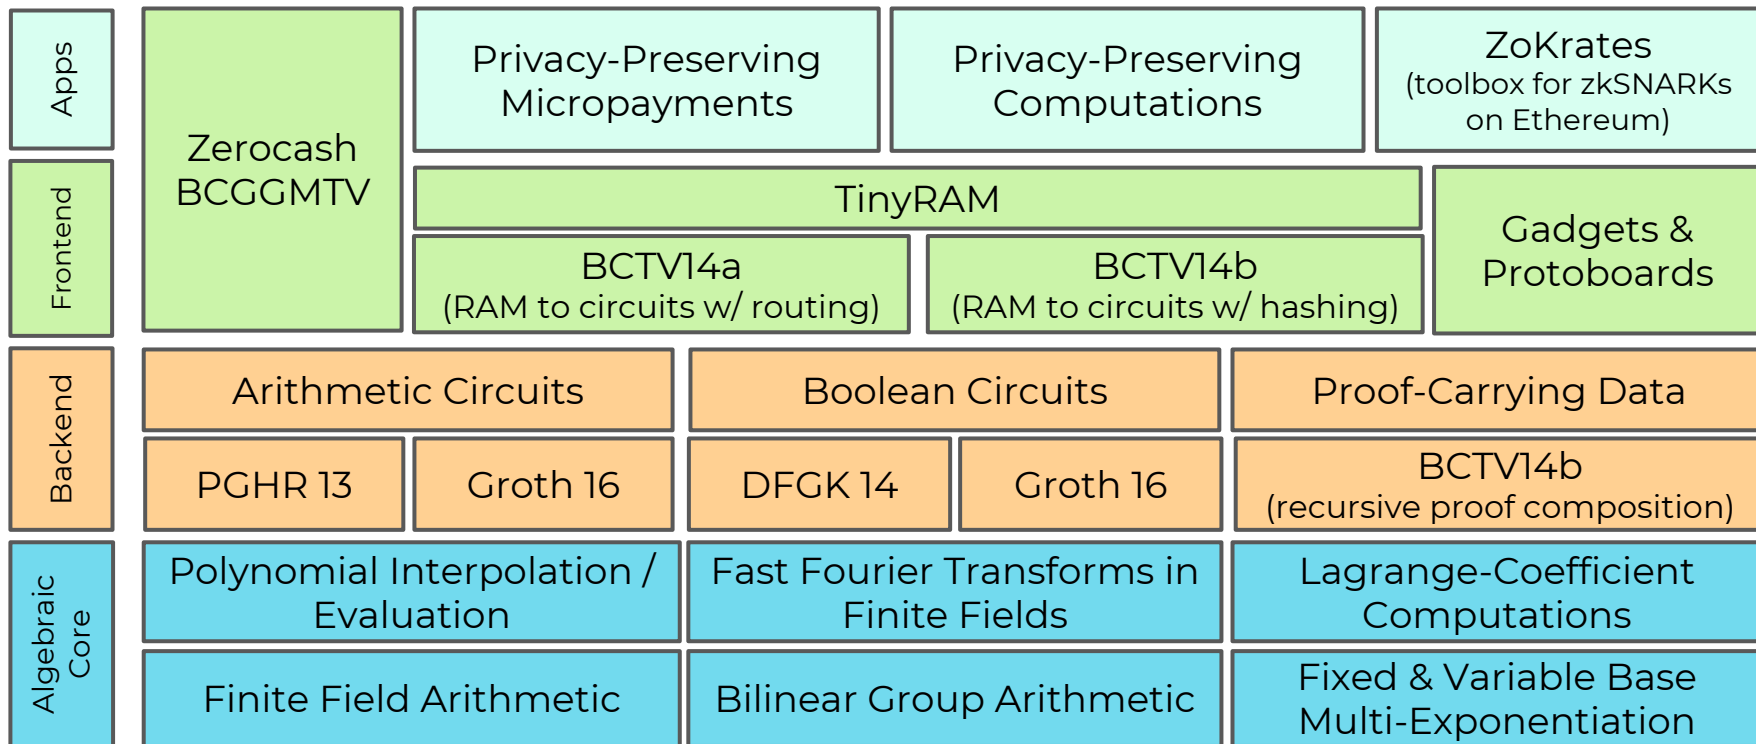 Apps
Zerocash
BCGGMTV
Privacy-Preserving
Micropayments
Privacy-Preserving
Computations
ZoKrates
(toolbox for zkSNARKs
on Ethereum)
Frontend
TinyRAM
BCTV14a
(RAM to circuits w/ routing)
BCTV14b
(RAM to circuits w/ hashing)
Gadgets &
Protoboards
Backend
Arithmetic Circuits
Boolean Circuits
Proof-Carrying Data
PGHR 13
Groth 16
DFGK 14
Groth 16
BCTV14b
(recursive proof composition)
Algebraic
Core
Polynomial Interpolation /
Evaluation
Fast Fourier Transforms in
Finite Fields
Lagrange-Coefficient
Computations
Finite Field Arithmetic
Bilinear Group Arithmetic
Fixed & Variable Base
Multi-Exponentiation